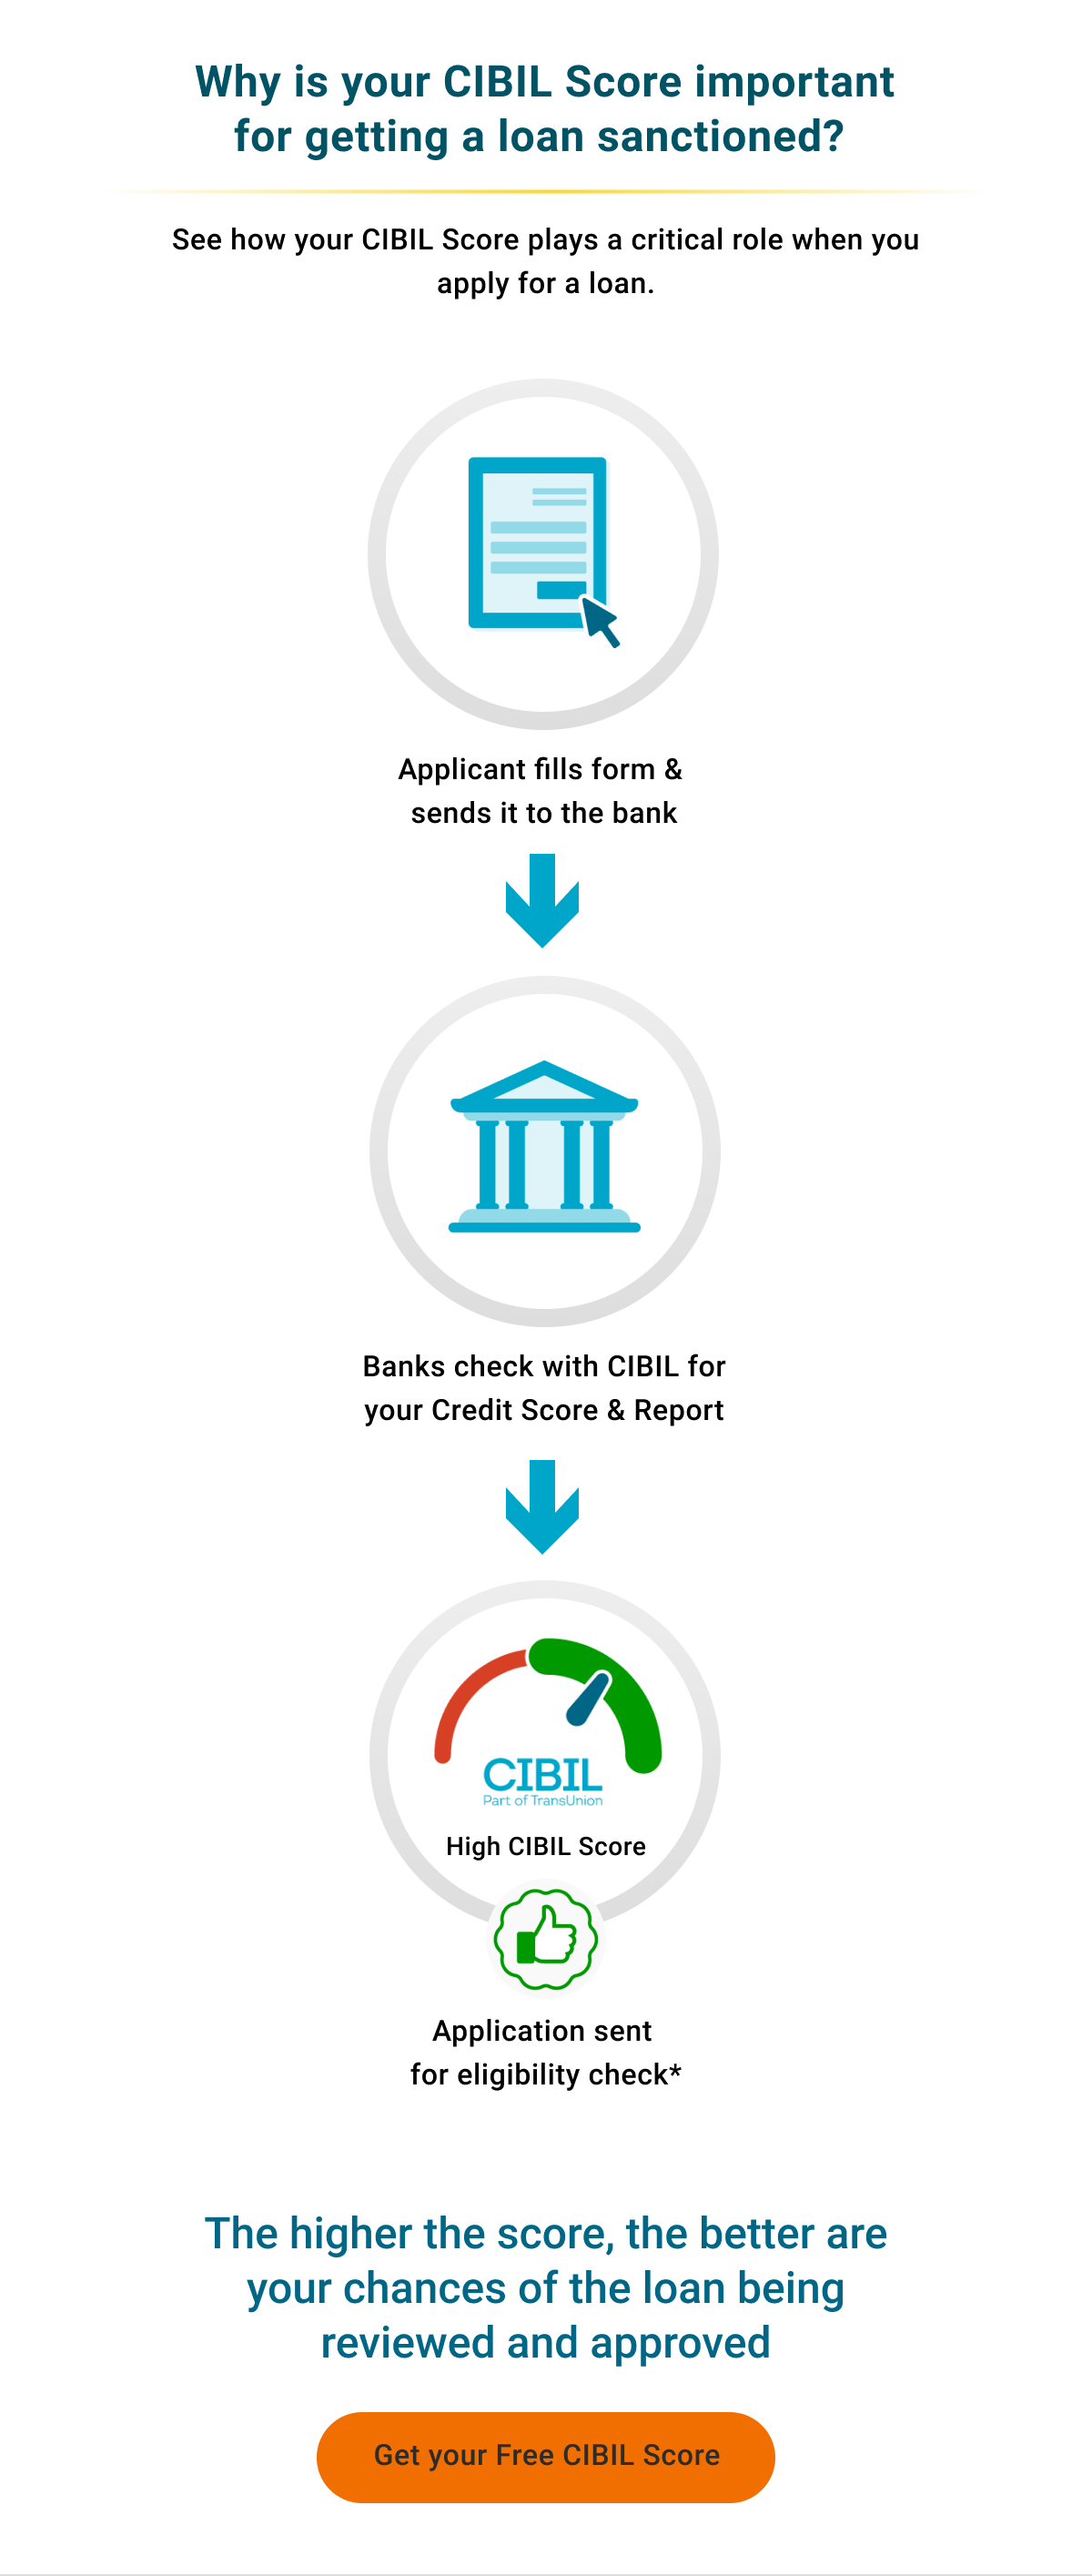 Why is your CIBIL Score important
for getting a loan sanctioned?
See how your CIBIL Score plays a critical role when you
apply for a loan.
Applicant fills form &
sends it to the bank
Banks check with CIBIL for
your Credit Score & Report
CIBIL
Part of TransUnion
High CIBIL Score
Application sent
for eligibility check*
The higher the score, the better are
your chances of the loan being
reviewed and approved
Get your Free CIBIL Score